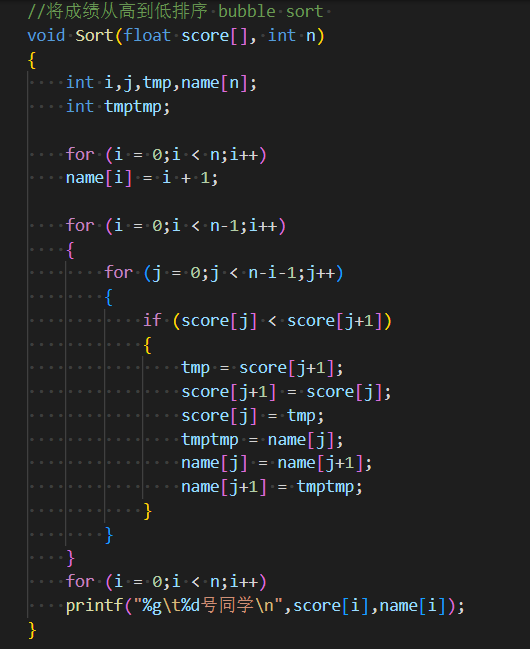 //将成绩从高到低排序 bubble sort
void Sort(float score[], int n)
{
    int i,j,tmp,name[n];
    int tmptmp;

    for (i = 0;i < n;i++)
    name[i] = i + 1;

    for (i = 0;i < n-1;i++)
    {
        for (j = 0;j < n-i-1;j++)
        {
            if (score[j] < score[j+1])
            {
                tmp = score[j+1];
                score[j+1] = score[j];
                score[j] = tmp;
                tmptmp = name[j];
                name[j] = name[j+1];
                name[j+1] = tmptmp;
            }
        }
    }
    for (i = 0;i < n;i++)
    printf("%g\t%d号同学\n",score[i],name[i]);
}